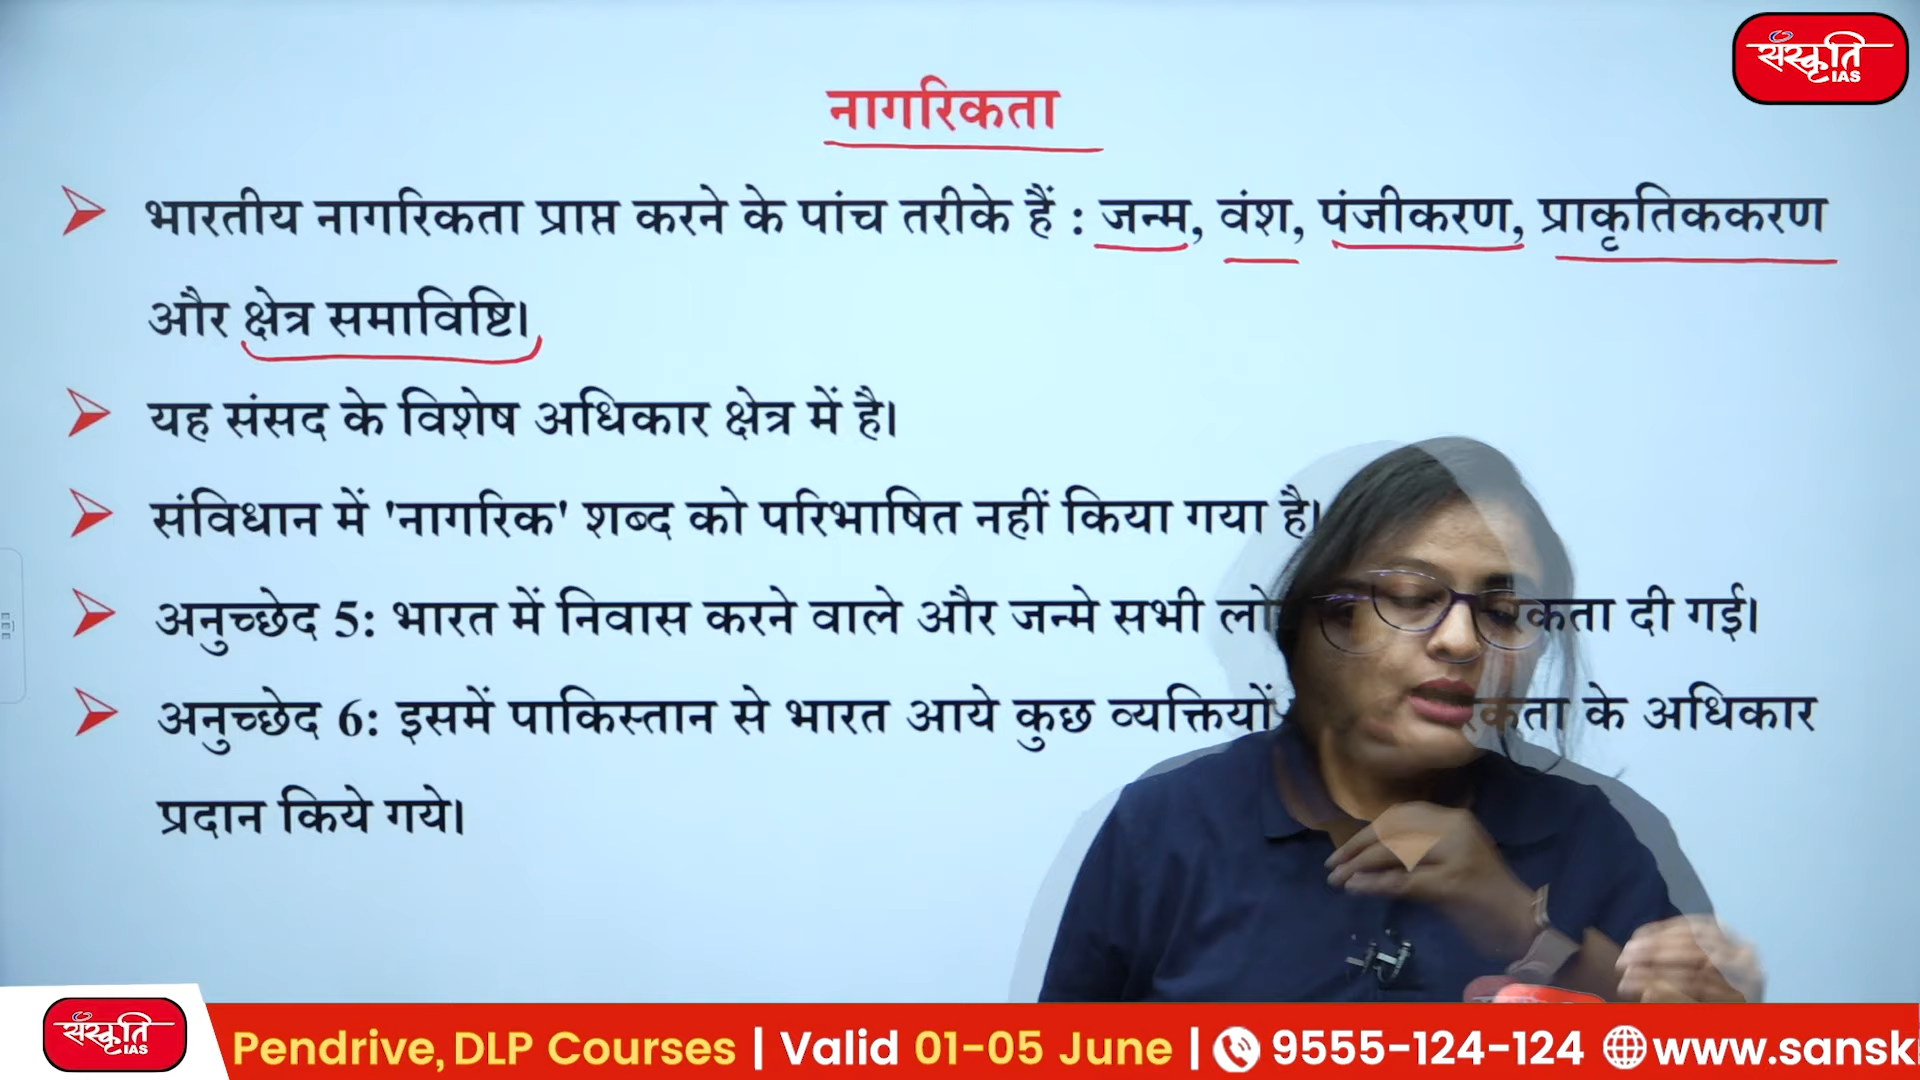 संस्कृति
IAS
नागरिकता
भारतीय नागरिकता प्राप्त करने के पांच तरीके हैं : जन्म, वंश, पंजीकरण, प्राकृतिककरण
और क्षेत्र समाविष्टि।
यह संसद के विशेष अधिकार क्षेत्र में है।
संविधान में 'नागरिक' शब्द को परिभाषित नहीं किया गया है।
अनुच्छेद 5: भारत में निवास करने वाले और जन्मे सभी दी गई।
अनुच्छेद 6: इसमें पाकिस्तान से भारत आये कुछ व्यक्तियों के अधिकार
प्रदान किये गये।
संस्कृति
IAS
Pendrive, DLP Courses | Valid 01-05 June | 9555-124-124 www.sansk